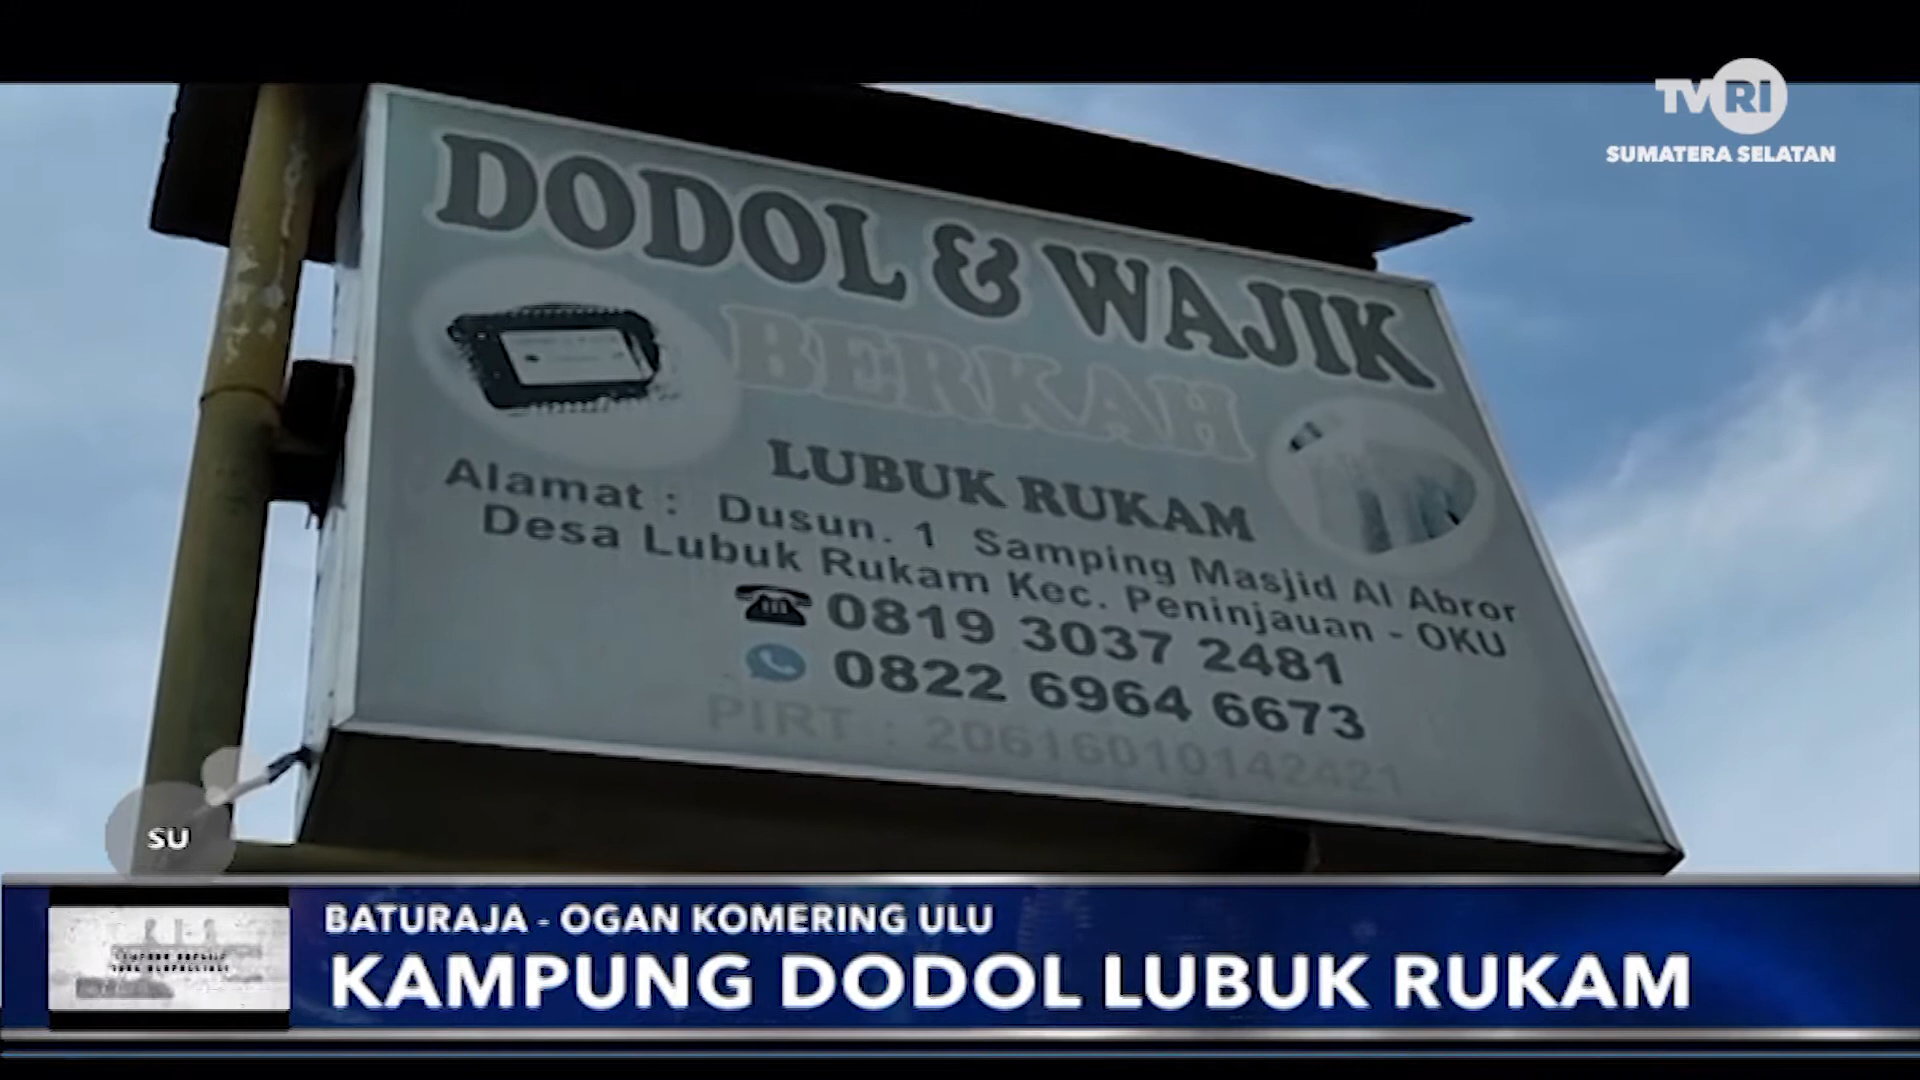 TVRI
SUMATERA SELATAN
DODOL & WAJIK
BERKAH
LUBUK RUKAM
Alamat : Dusun. 1 Samping Masjid Al Abror
Desa Lubuk Rukam Kec. Peninjauan - OKU
0819 3037 2481
0822 6964 6673
PIRT : 20616010142421
SU
BATURAJA - OGAN KOMERING ULU
KAMPUNG DODOL LUBUK RUKAM